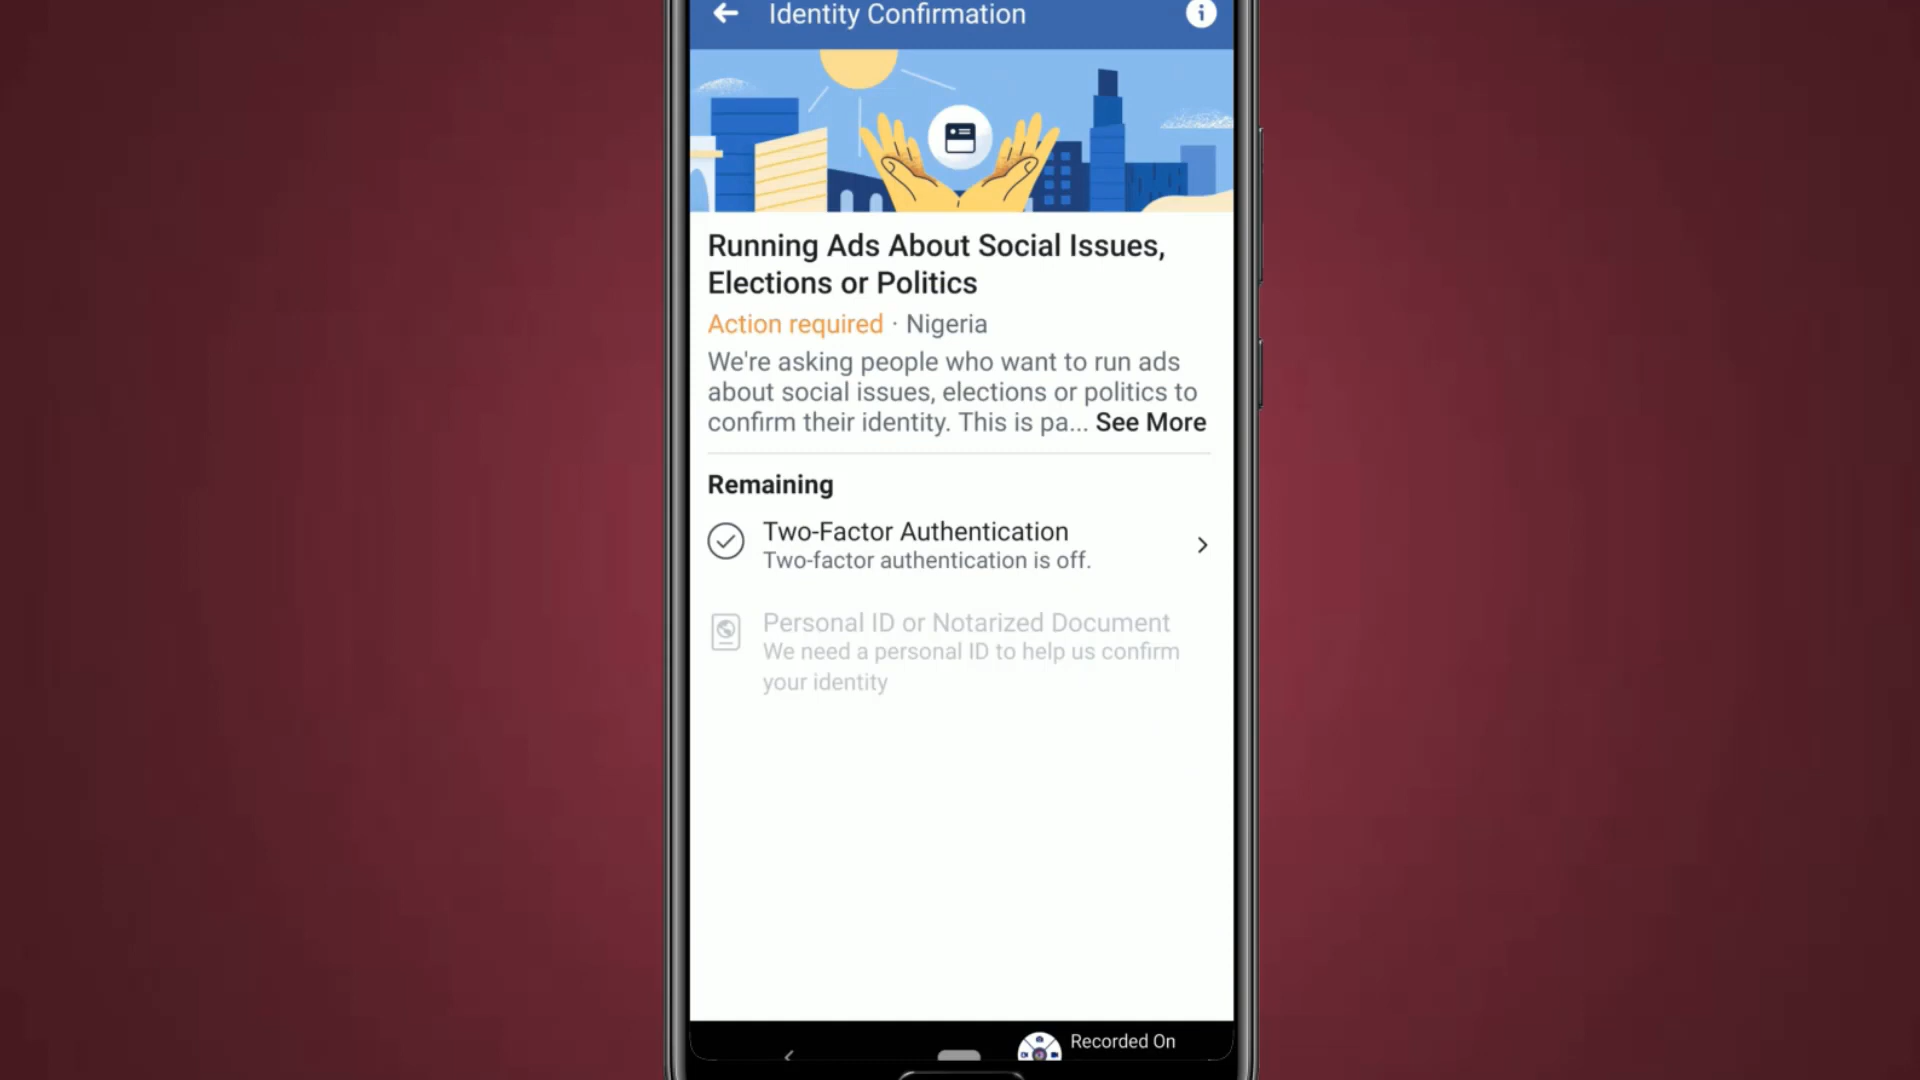 Identity Confirmation
Running Ads About Social Issues,
Elections or Politics
Action required · Nigeria
We're asking people who want to run ads
about social issues, elections or politics to
confirm their identity. This is pa... See More
Remaining
Two-Factor Authentication
Two-factor authentication is off.
Personal ID or Notarized Document
We need a personal ID to help us confirm
your identity
Recorded On